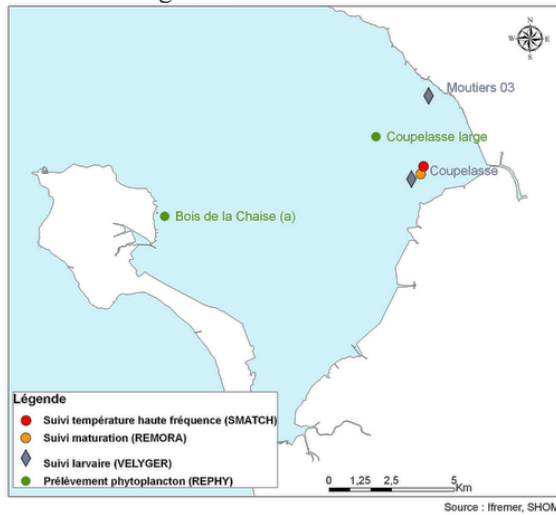 N
W E
S
Moutiers 03
Coupelasse large
Coupelasse
Bois de la Chaise (a)
Légende
Suivi température haute fréquence (SMATCH)
Suivi maturation (REMORA)
Suivi larvaire (VELYGER)
Prélèvement phytoplancton (REPHY)
0 1,25 2,5 5
Km
Source : Ifremer, SHOM